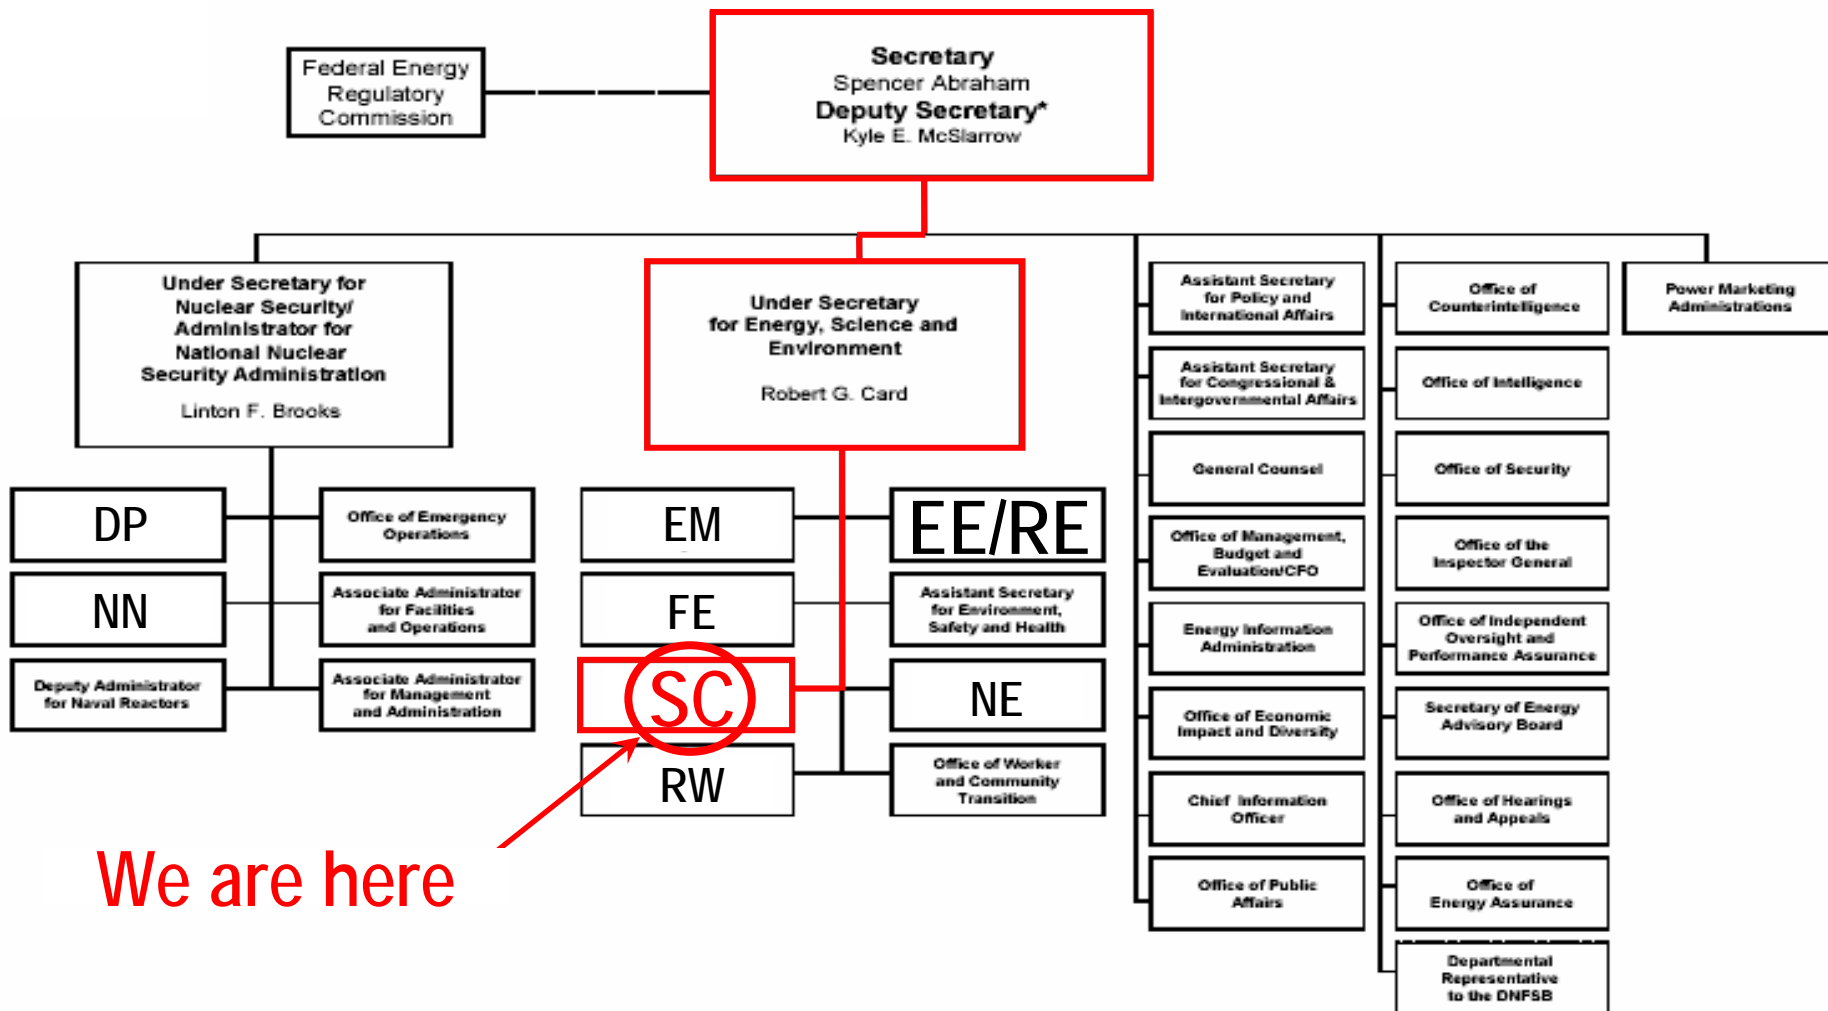 Federal Energy
Regulatory
Commission
Secretary
Spencer Abraham
Deputy Secretary*
Kyle E. McSlarrow
Under Secretary for
Nuclear Security/
Administrator for
National Nuclear
Security Administration
Linton F. Brooks
Under Secretary
for Energy, Science and
Environment
Robert G. Card
DP
Office of Emergency
Operations
NN
Associate Administrator
for Facilities
and Operations
Deputy Administrator
for Naval Reactors
Associate Administrator
for Management
and Administration
EM
EE/RE
FE
Assistant Secretary
for Environment,
Safety and Health
SC
NE
RW
Office of Worker
and Community
Transition
We are here
Assistant Secretary
for Policy and
International Affairs
Assistant Secretary
for Congressional &
Intergovernmental Affairs
General Counsel
Office of Management,
Budget and
Evaluation/CFO
Energy Information
Administration
Office of Economic
Impact and Diversity
Chief Information
Officer
Office of Public
Affairs
Office of
Counterintelligence
Office of Intelligence
Office of Security
Office of the
Inspector General
Office of Independent
Oversight and
Performance Assurance
Secretary of Energy
Advisory Board
Office of Hearings
and Appeals
Office of
Energy Assurance
Departmental
Representative
to the DNFSB
Power Marketing
Administrations